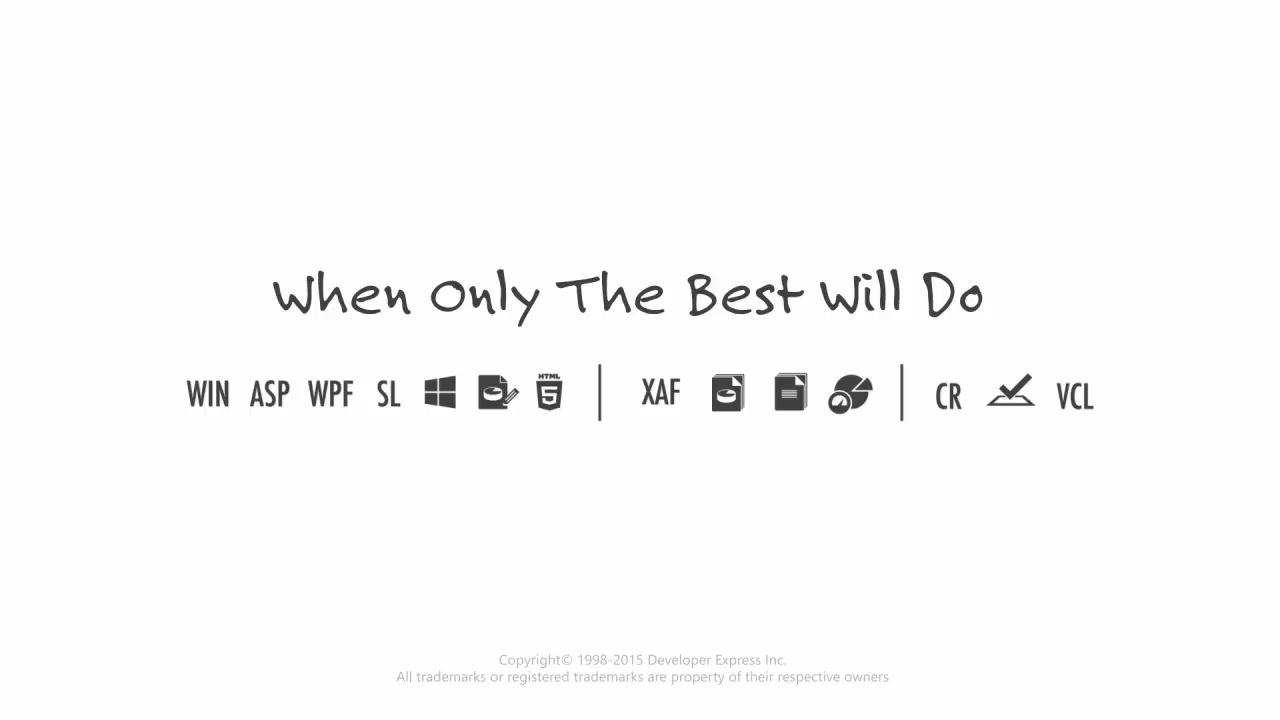 When Only The Best Will Do
WIN ASP WPF SL HTML 5 XAF CR VCL
Copyright© 1998-2015 Developer Express Inc.
All trademarks or registered trademarks are property of their respective owners